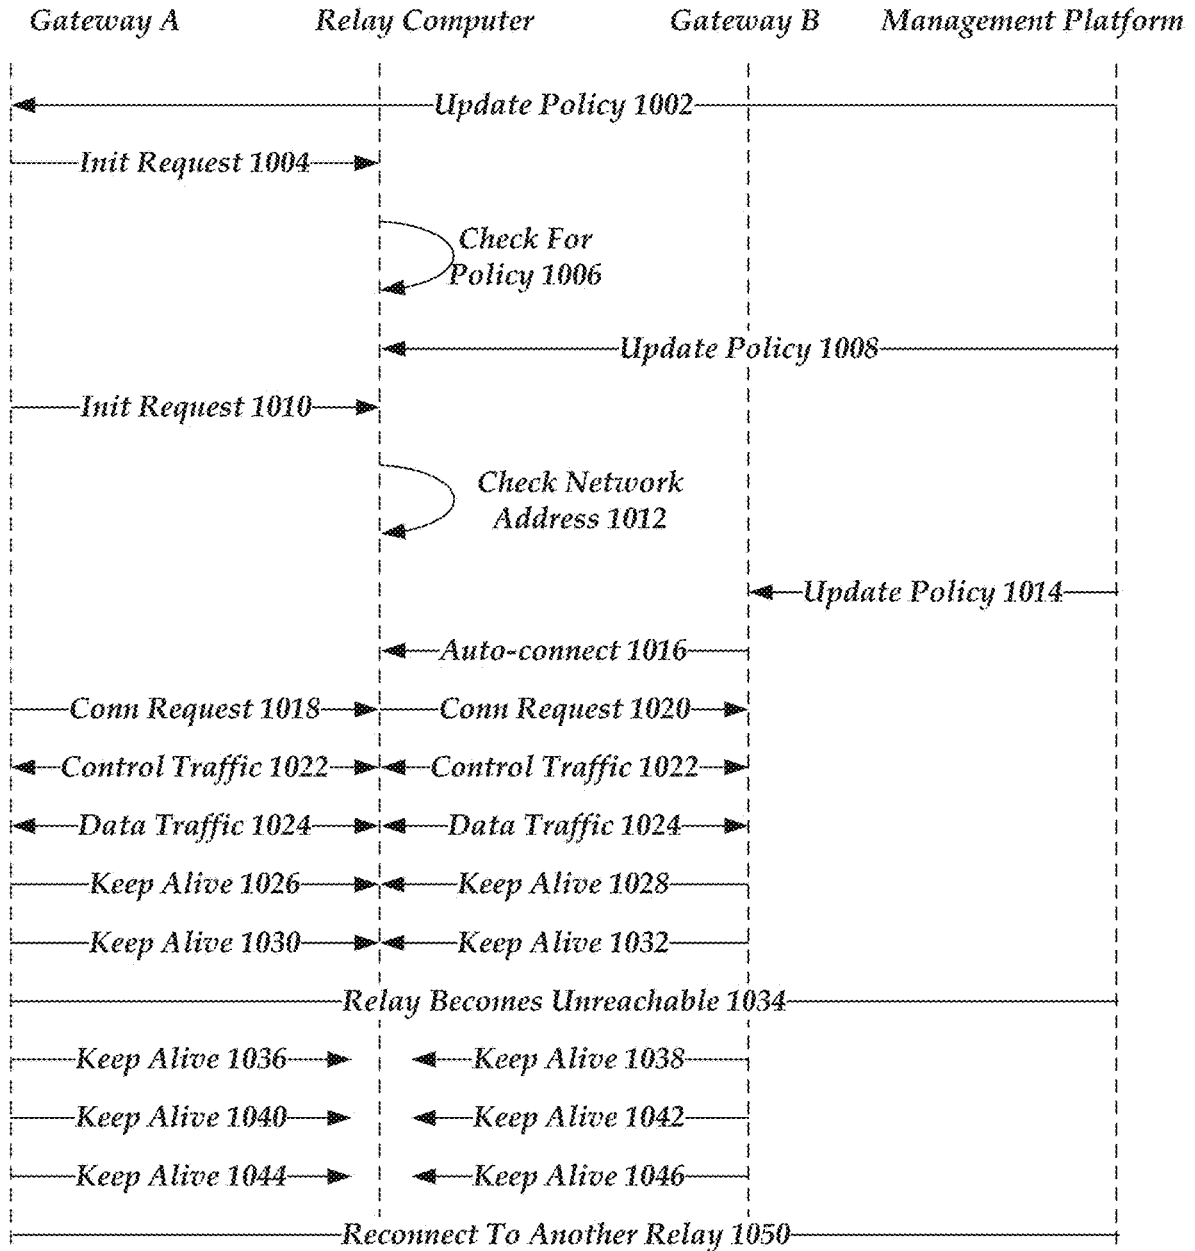 Gateway A Relay Computer Gateway B Management Platform
Update Policy 1002
Init Request 1004
Check For
Policy 1006
Update Policy 1008
Init Request 1010
Check Network
Address 1012
Update Policy 1014
Auto-connect 1016
Conn Request 1018 Conn Request 1020
Control Traffic 1022 Control Traffic 1022
Data Traffic 1024 Data Traffic 1024
Keep Alive 1026 Keep Alive 1028
Keep Alive 1030 Keep Alive 1032
Relay Becomes Unreachable 1034
Keep Alive 1036 Keep Alive 1038
Keep Alive 1040 Keep Alive 1042
Keep Alive 1044 Keep Alive 1046
Reconnect To Another Relay 1050